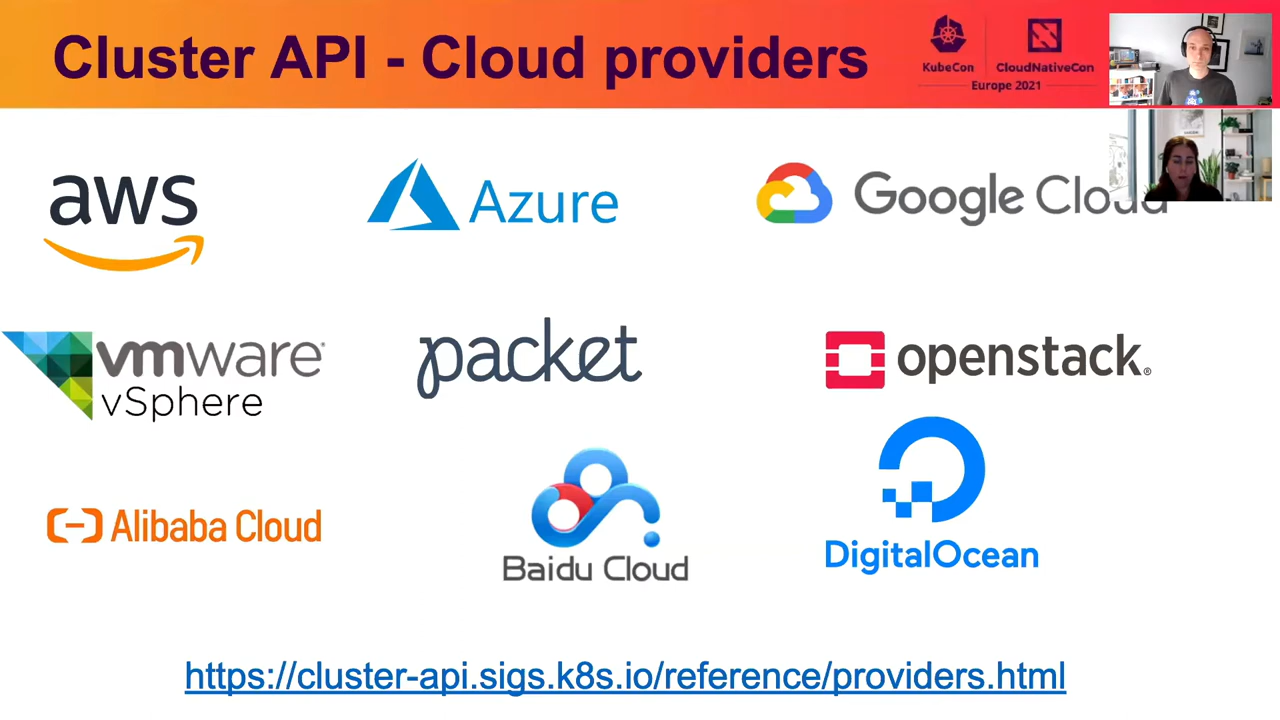 Cluster API - Cloud providers
KubeCon
CloudNativeCon
Europe 2021
aws
Azure
Google Cloud
vmware®
vSphere
packet
openstack®
Alibaba Cloud
Baidu Cloud
DigitalOcean
https://cluster-api.sigs.k8s.io/reference/providers.html